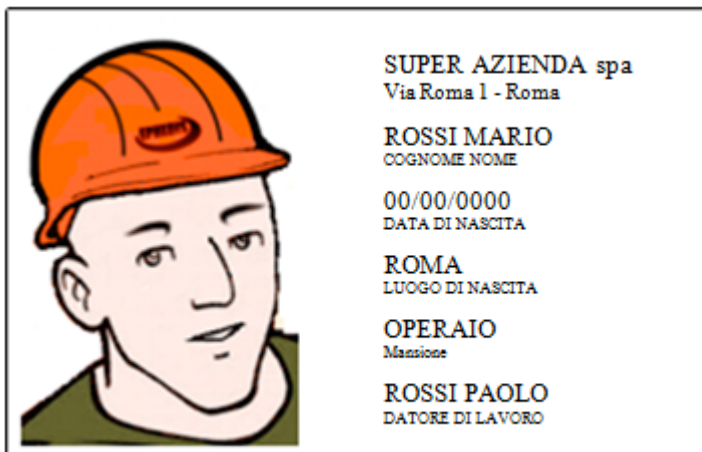 SUPER AZIENDA spa
Via Roma 1 - Roma
ROSSI MARIO
COGNOME NOME
00/00/0000
DATA DI NASCITA
ROMA
LUOGO DI NASCITA
OPERAIO
Mansione
ROSSI PAOLO
DATORE DI LAVORO